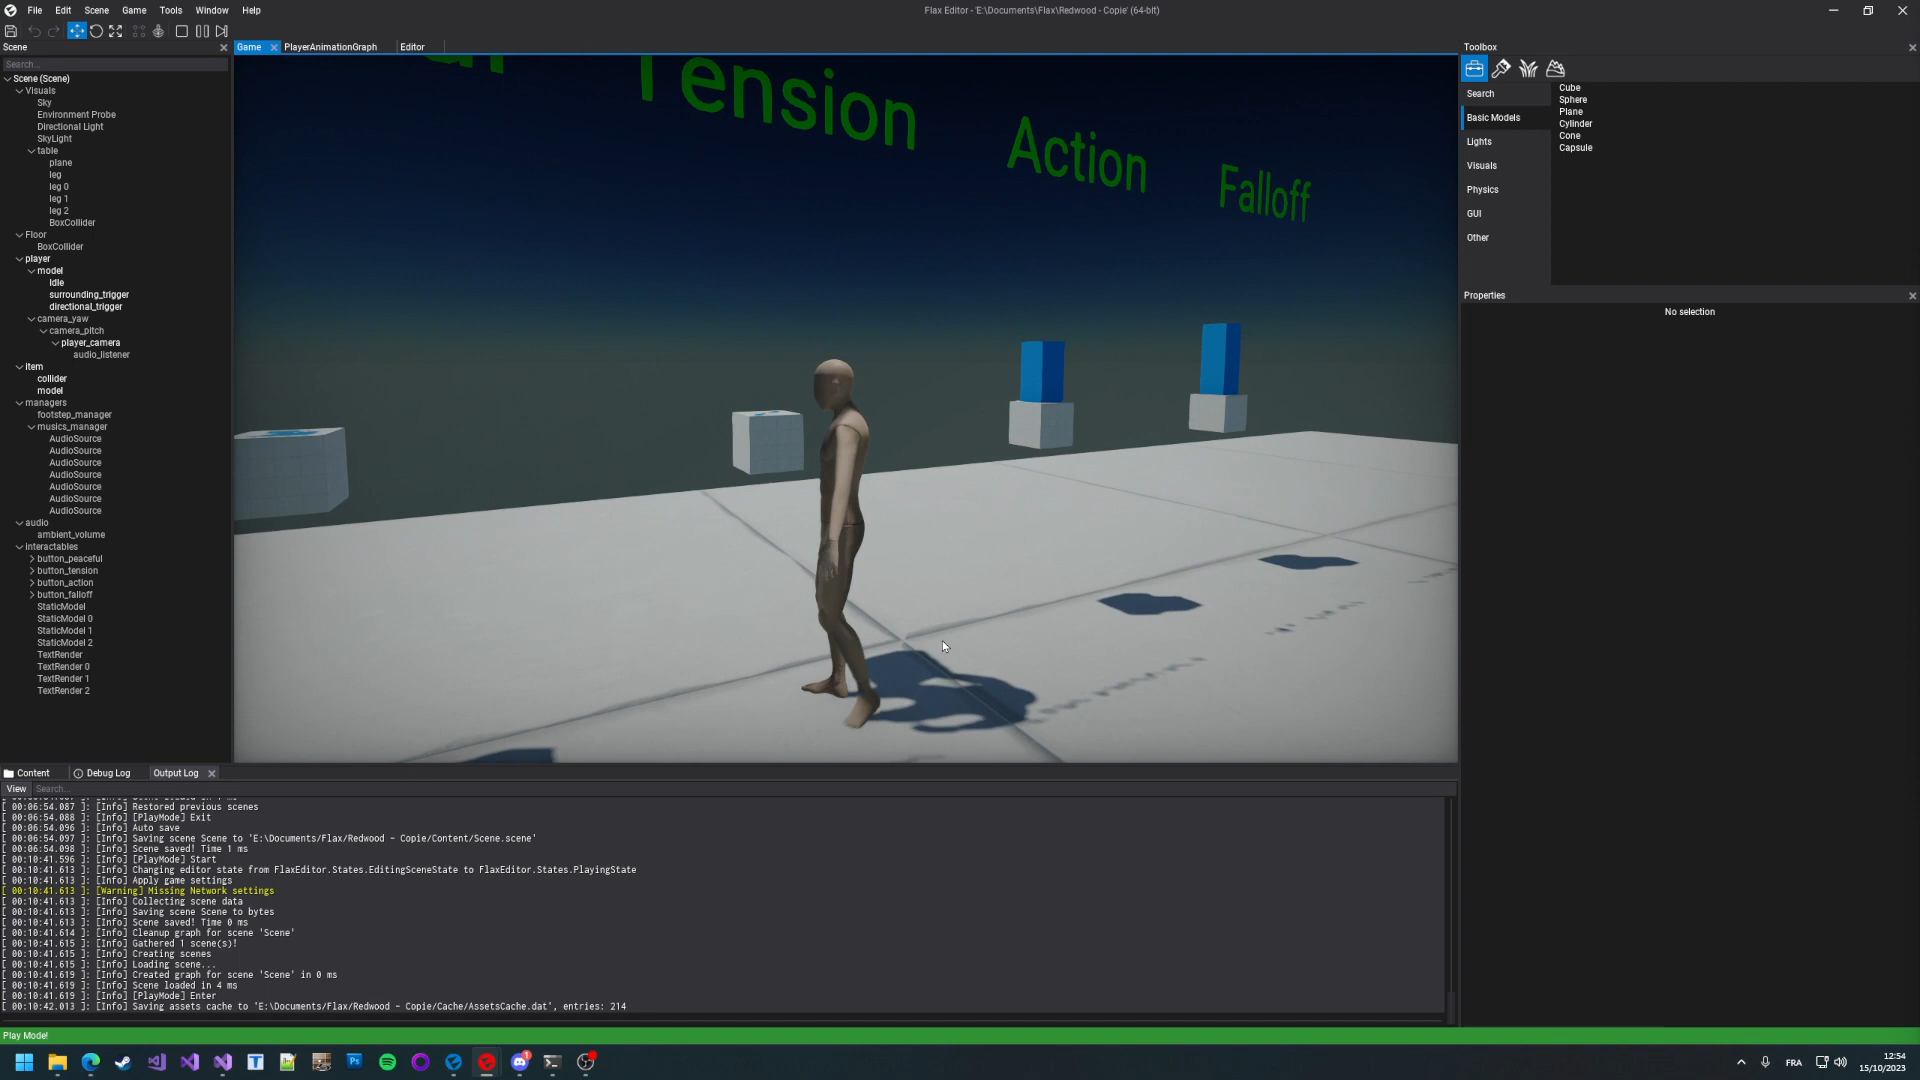 File Edit Scene Game Tools Window Help
Flax Editor - 'E:\Documents\Flax\Redwood - Copie' (64-bit)
Scene
Search...
Scene (Scene)
Visuals
Sky
Environment Probe
Directional Light
SkyLight
table
plane
leg
leg 0
leg 1
leg 2
BoxCollider
Floor
BoxCollider
player
model
Idle
surrounding_trigger
directional_trigger
camera_yaw
camera_pitch
player_camera
audio_listener
item
collider
model
managers
footstep_manager
musics_manager
AudioSource
AudioSource
AudioSource
AudioSource
AudioSource
AudioSource
AudioSource
audio
ambient_volume
interactables
button_peaceful
button_tension
button_action
button_falloff
StaticModel
StaticModel 0
StaticModel 1
StaticModel 2
TextRender
TextRender 0
TextRender 1
TextRender 2
Game PlayerAnimationGraph Editor
Tension
Action
Falloff
Toolbox
Search
Basic Models
Lights
Visuals
Physics
GUI
Other
Cube
Sphere
Plane
Cylinder
Cone
Capsule
Properties
No selection
Content Debug Log Output Log
View Search...
[ 00:06:54.087 ]: [Info] Restored previous scenes
[ 00:06:54.088 ]: [Info] [PlayMode] Exit
[ 00:06:54.096 ]: [Info] Auto save
[ 00:06:54.097 ]: [Info] Saving scene Scene to 'E:\Documents/Flax/Redwood - Copie/Content/Scene.scene'
[ 00:06:54.098 ]: [Info] Scene saved! Time 1 ms
[ 00:10:41.596 ]: [Info] [PlayMode] Start
[ 00:10:41.613 ]: [Info] Changing editor state from FlaxEditor.States.EditingSceneState to FlaxEditor.States.PlayingState
[ 00:10:41.613 ]: [Info] Apply game settings
[ 00:10:41.613 ]: [Warning] Missing Network settings
[ 00:10:41.613 ]: [Info] Collecting scene data
[ 00:10:41.613 ]: [Info] Saving scene Scene to bytes
[ 00:10:41.613 ]: [Info] Scene saved! Time 0 ms
[ 00:10:41.614 ]: [Info] Cleanup graph for scene 'Scene'
[ 00:10:41.615 ]: [Info] Gathered 1 scene(s)!
[ 00:10:41.615 ]: [Info] Creating scenes
[ 00:10:41.615 ]: [Info] Loading scene...
[ 00:10:41.619 ]: [Info] Created graph for scene 'Scene' in 0 ms
[ 00:10:41.619 ]: [Info] Scene loaded in 4 ms
[ 00:10:41.619 ]: [Info] [PlayMode] Enter
[ 00:10:42.013 ]: [Info] Saving assets cache to 'E:\Documents/Flax/Redwood - Copie/Cache/AssetsCache.dat', entries: 214
Play Mode!
FRA
12:54
15/10/2023